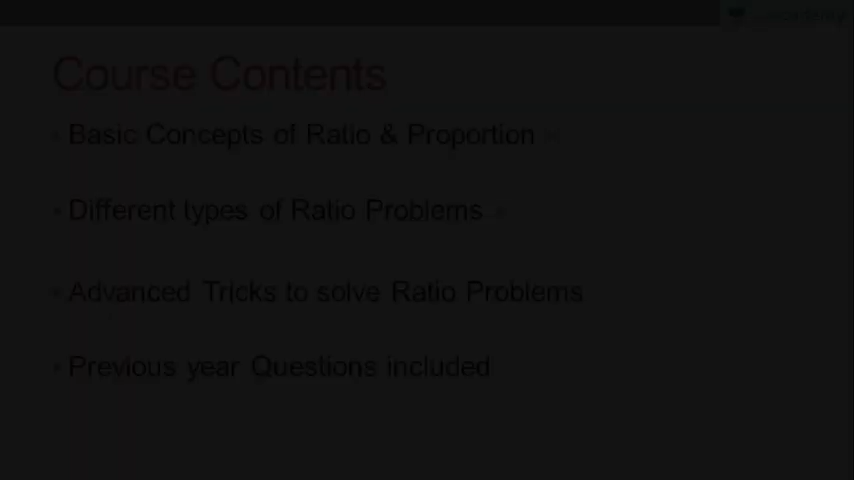 Course Contents
Basic Concepts of Ratio & Proportion
Different types of Ratio Problems
Advanced Tricks to solve Ratio Problems
Previous year Questions included